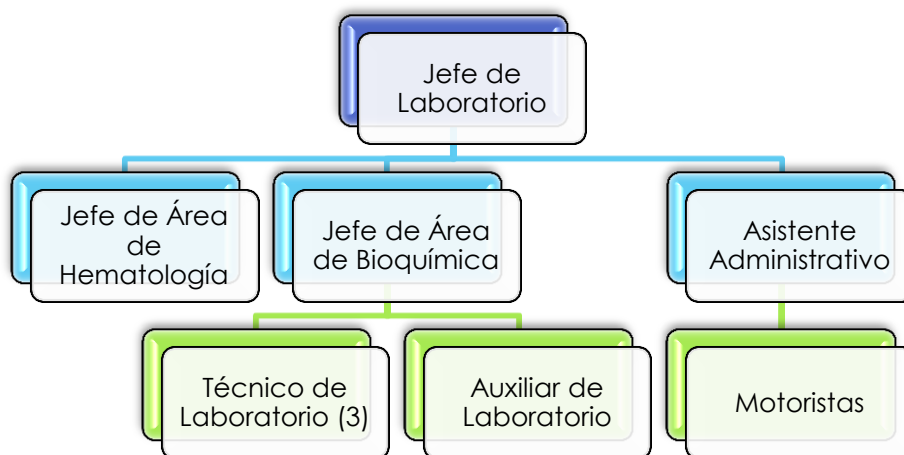 Jefe de
Laboratorio
Jefe de Área
de
Hematología
Jefe de Área
de Bioquímica
Asistente
Administrativo
Técnico de
Laboratorio (3)
Auxiliar de
Laboratorio
Motoristas